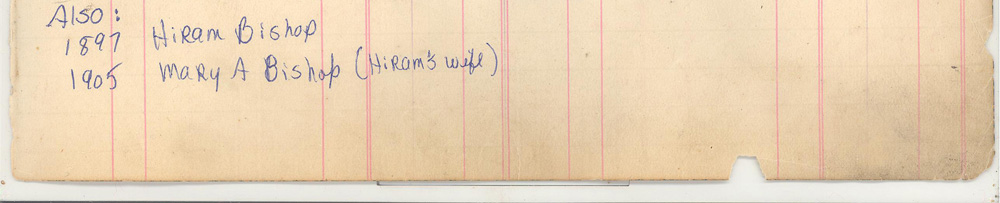 Also:
1897 Hiram Bishop
1905 Mary A Bishop (Hiram's wife)